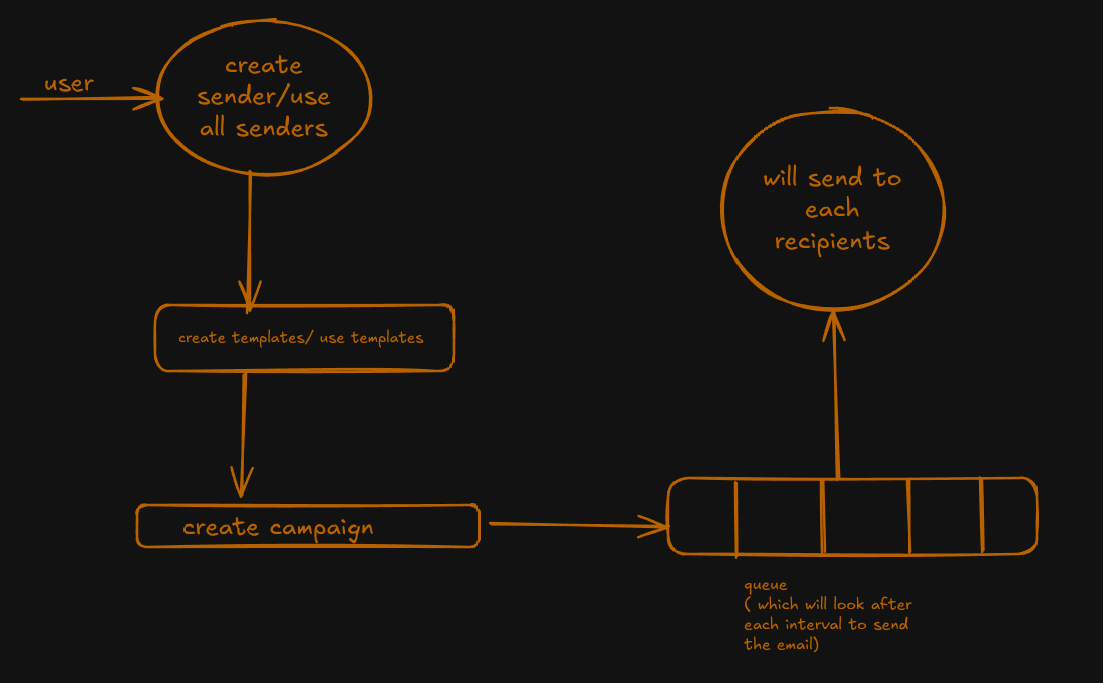 user
create
sender/use
all senders
create templates/ use templates
create campaign
will send to
each
recipients
queue
( which will look after
each interval to send
the email)